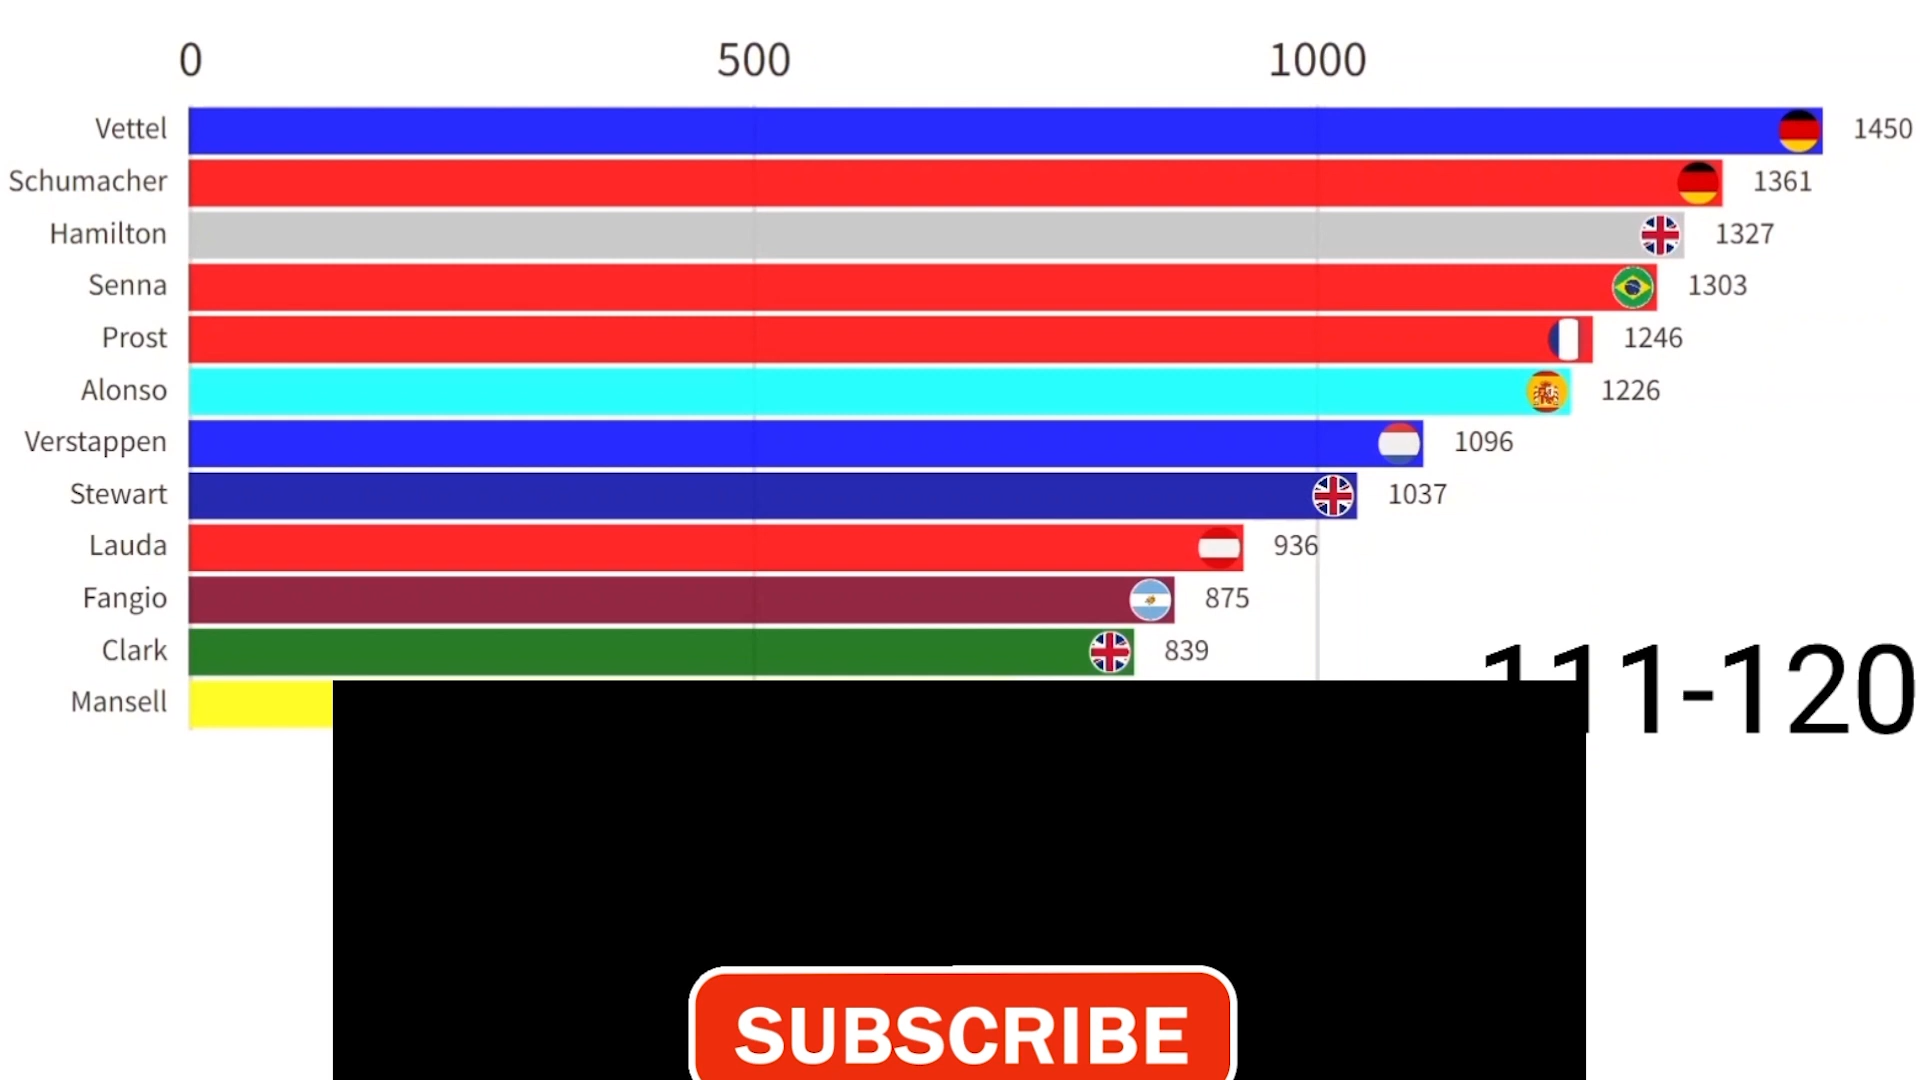 0 500 1000
Vettel 1450
Schumacher 1361
Hamilton 1327
Senna 1303
Prost 1246
Alonso 1226
Verstappen 1096
Stewart 1037
Lauda 936
Fangio 875
Clark 839
Mansell
111-120
SUBSCRIBE